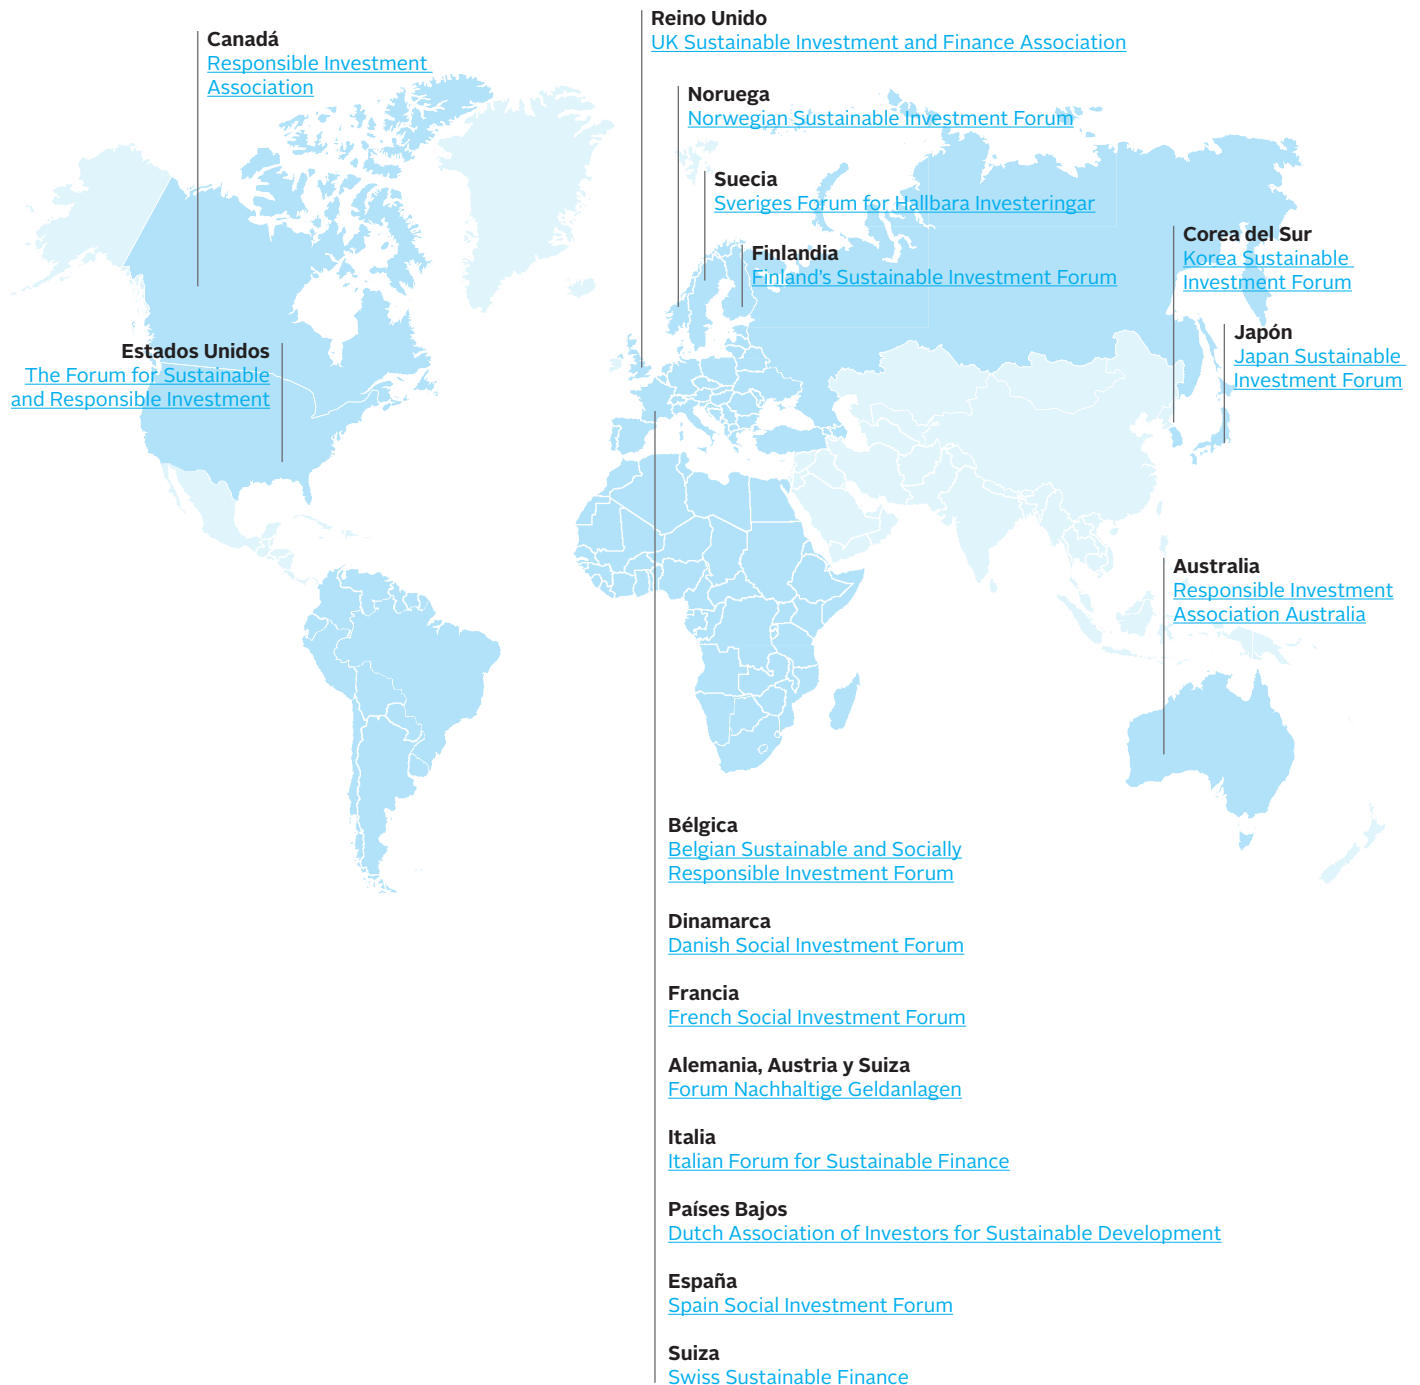 Reino Unido
UK Sustainable Investment and Finance Association
Canadá
Responsible Investment
Association
Noruega
Norwegian Sustainable Investment Forum
Suecia
Sveriges Forum for Hallbara Investeringar
Finlandia
Finland's Sustainable Investment Forum
Corea del Sur
Korea Sustainable
Investment Forum
Japón
Japan Sustainable
Investment Forum
Estados Unidos
The Forum for Sustainable
and Responsible Investment
Australia
Responsible Investment
Association Australia
Bélgica
Belgian Sustainable and Socially
Responsible Investment Forum
Dinamarca
Danish Social Investment Forum
Francia
French Social Investment Forum
Alemania, Austria y Suiza
Forum Nachhaltige Geldanlagen
Italia
Italian Forum for Sustainable Finance
Países Bajos
Dutch Association of Investors for Sustainable Development
España
Spain Social Investment Forum
Suiza
Swiss Sustainable Finance